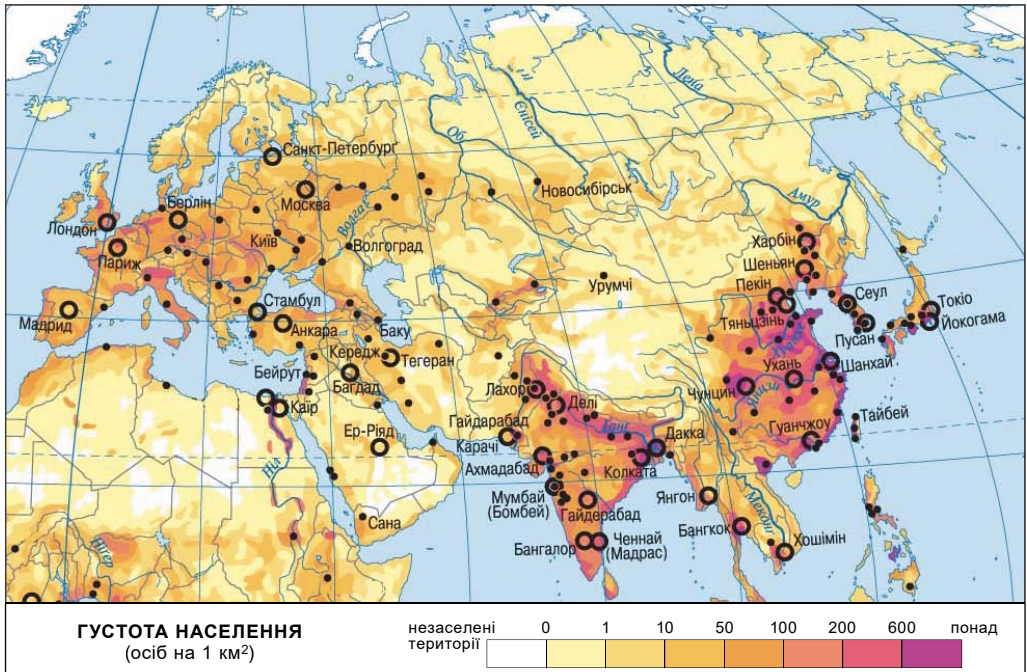 Лена
Єнісей
Об
Санкт-Петербург
Москва
Новосибірськ
Амур
Берлін
Лондон
Волга
Харбін
Київ
Волгоград
Париж
Шеньян
Урумчі
Пекін
Сеул
Стамбул
Токіо
Мадрид
Анкара
Баку
Тяньцзінь
Йокогама
Пусан
Кередж
Тегеран
Хуанхе
Ухань
Шанхай
Бейрут
Багдад
Лахор
Чунцин
Янцзи
Делі
Каїр
Гайдарабад
Ганг
Дакка
Гуанчжоу
Тайбей
Ер-Ріяд
Карачі
Ахмадабад
Ніл
Колката
Мумбай
(Бомбей)
Янгон
Гайдерабад
Меконг
Сана
Бангкок
Нігер
Хошімін
Бангалор
Ченнай
(Мадрас)
ГУСТОТА НАСЕЛЕННЯ
(осіб на 1 км²)
незаселені
території
0 1 10 50 100 200 600 понад